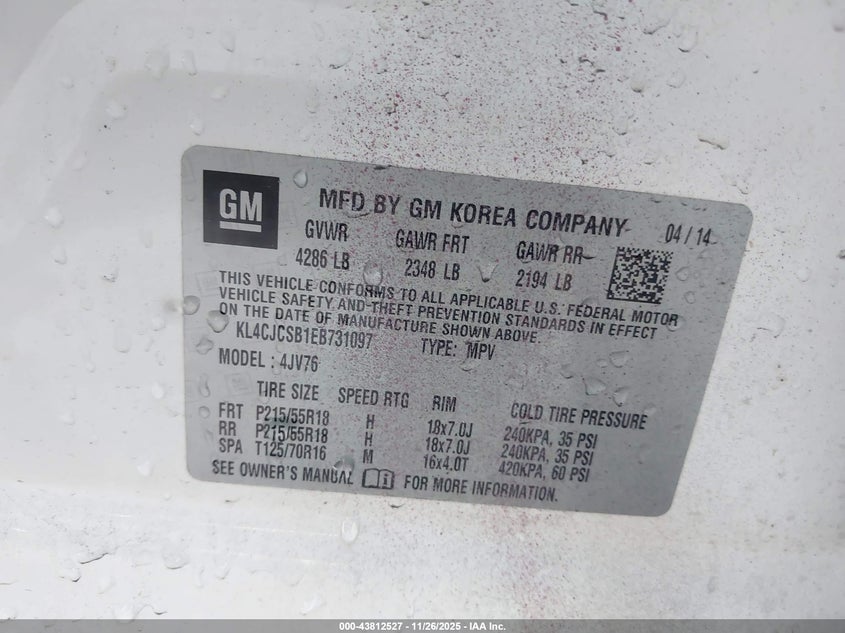 GM
MFD BY GM KOREA COMPANY 04 / 14
GVWR GAWR FRT GAWR RR
4286 LB 2348 LB 2194 LB
THIS VEHICLE CONFORMS TO ALL APPLICABLE U.S. FEDERAL MOTOR
VEHICLE SAFETY AND THEFT PREVENTION STANDARDS IN EFFECT
ON THE DATE OF MANUFACTURE SHOWN ABOVE.
KL4CJCSB1EB731097 TYPE: MPV
MODEL: 4JV76
TIRE SIZE SPEED RTG RIM COLD TIRE PRESSURE
FRT P215/55R18 H 18x7.0J 240KPA, 35 PSI
RR P215/55R18 H 18x7.0J 240KPA, 35 PSI
SPA T125/70R16 M 16x4.0T 420KPA, 60 PSI
SEE OWNER'S MANUAL FOR MORE INFORMATION.
000-43812527 - 11/26/2025 - IAA Inc.